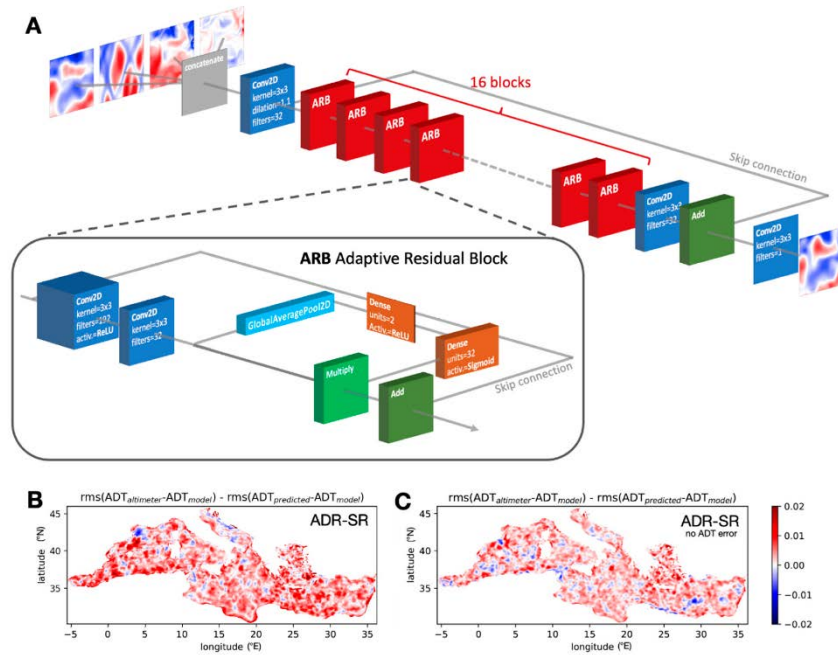 A
concatenate
Conv2D
kernel=3x3
dilation=1,1
filters=32
ARB
ARB
ARB
ARB
16 blocks
ARB
ARB
Conv2D
kernel=3x3
filters=32
Add
Skip connection
Conv2D
kernel=3x3
filters=1
ARB Adaptive Residual Block
Conv2D
kernel=3x3
filters=192
activ.=ReLU
Conv2D
kernel=3x3
filters=32
GlobalAveragePool2D
Dense
units=2
Activ.=ReLU
Dense
units=32
activ.=Sigmoid
Multiply
Add
Skip connection
B
rms(ADTaltimeter-ADTmodel) - rms(ADTpredicted-ADTmodel)
ADR-SR
latitude (°N)
45
40
35
-5 0 5 10 15 20 25 30 35
longitude (°E)
C
rms(ADTaltimeter-ADTmodel) - rms(ADTpredicted-ADTmodel)
ADR-SR
no ADT error
latitude (°N)
45
40
35
-5 0 5 10 15 20 25 30 35
longitude (°E)
0.02
0.01
0.00
−0.01
−0.02